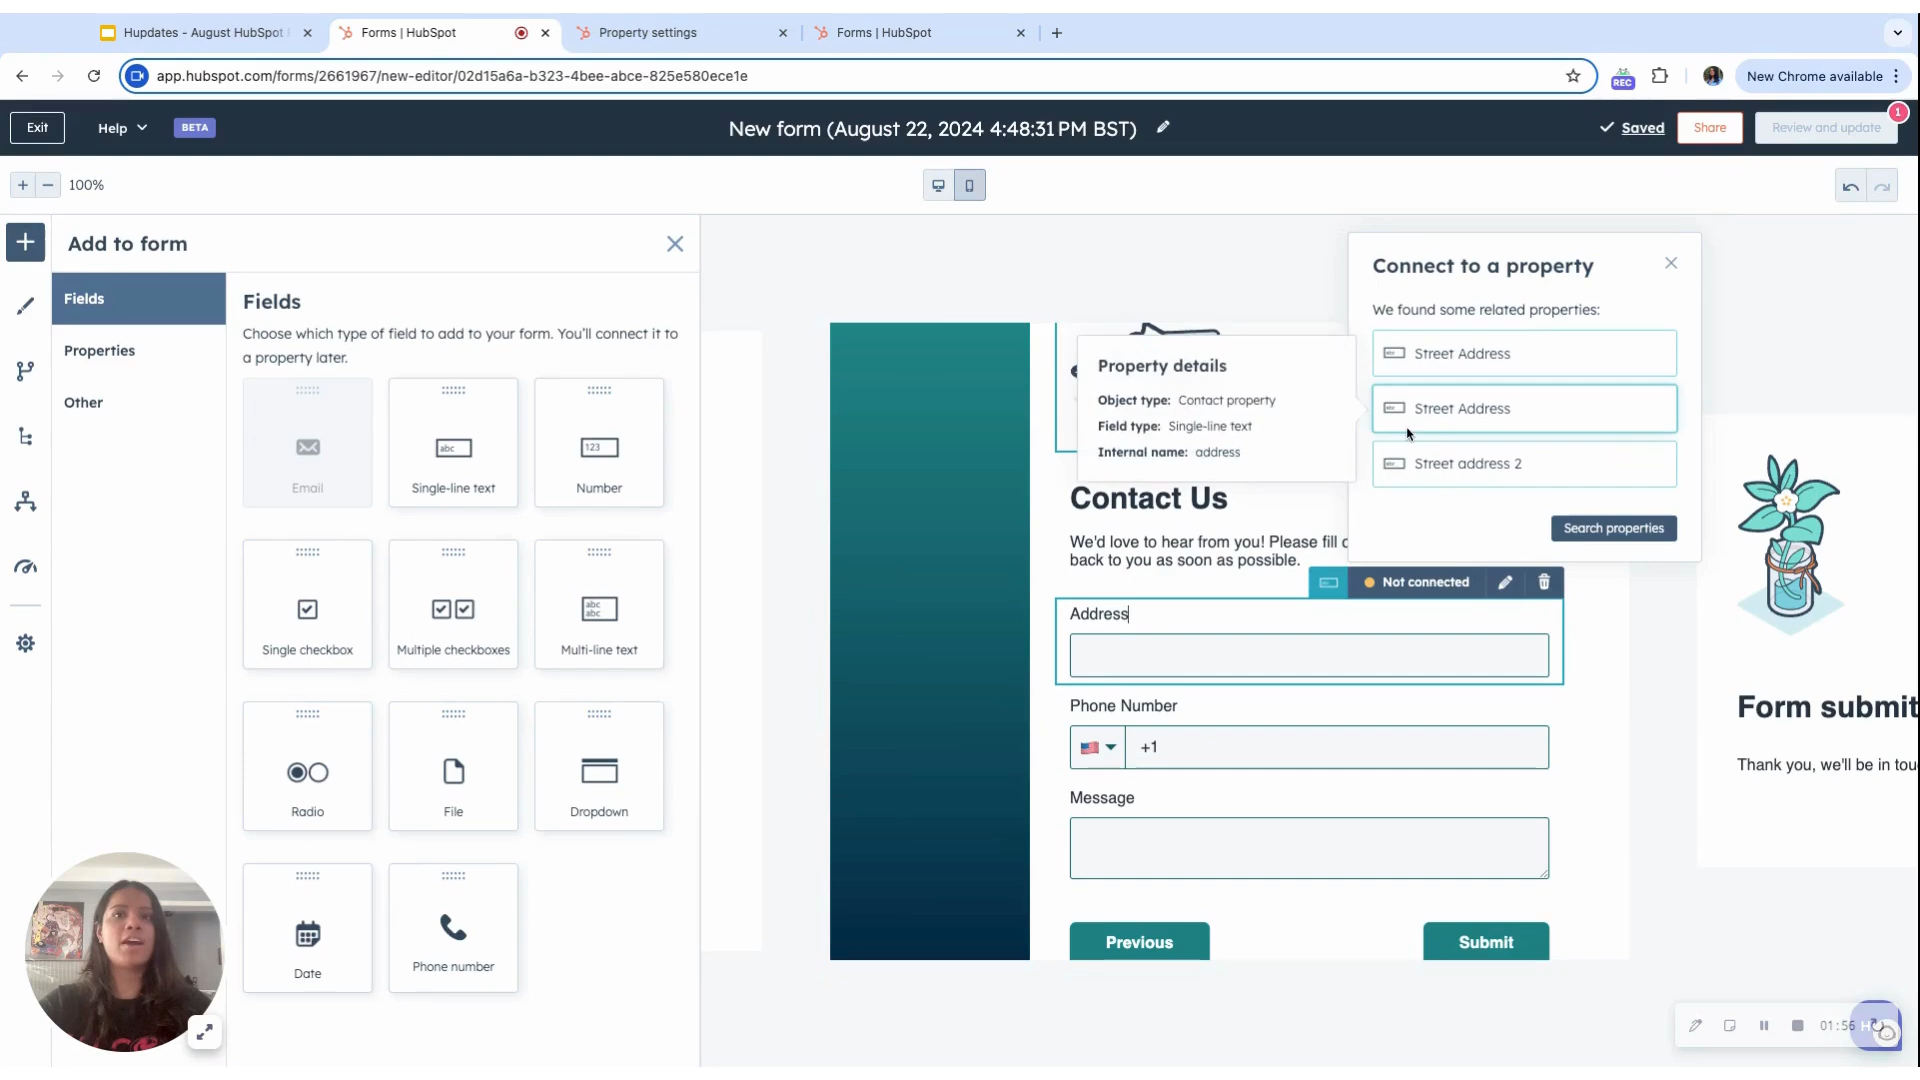 Hupdates - August HubSpot
Forms | HubSpot
Property settings
Forms | HubSpot
app.hubspot.com/forms/2661967/new-editor/02d15a6a-b323-4bee-abce-825e580ece1e
REC
New Chrome available
Exit
Help
BETA
New form (August 22, 2024 4:48:31 PM BST)
Saved
Share
Review and update
1
100%
Add to form
Fields
Properties
Other
Fields
Choose which type of field to add to your form. You'll connect it to
a property later.
Email
abc
Single-line text
123
Number
Single checkbox
Multiple checkboxes
abc
abc
Multi-line text
Radio
File
Dropdown
Date
Phone number
Connect to a property
We found some related properties:
Street Address
Street Address
Street address 2
Search properties
Property details
Object type: Contact property
Field type: Single-line text
Internal name: address
Contact Us
We'd love to hear from you! Please fill
back to you as soon as possible.
Not connected
Address
Phone Number
+1
Message
Previous
Submit
Form submit
Thank you, we'll be in tou
01:56